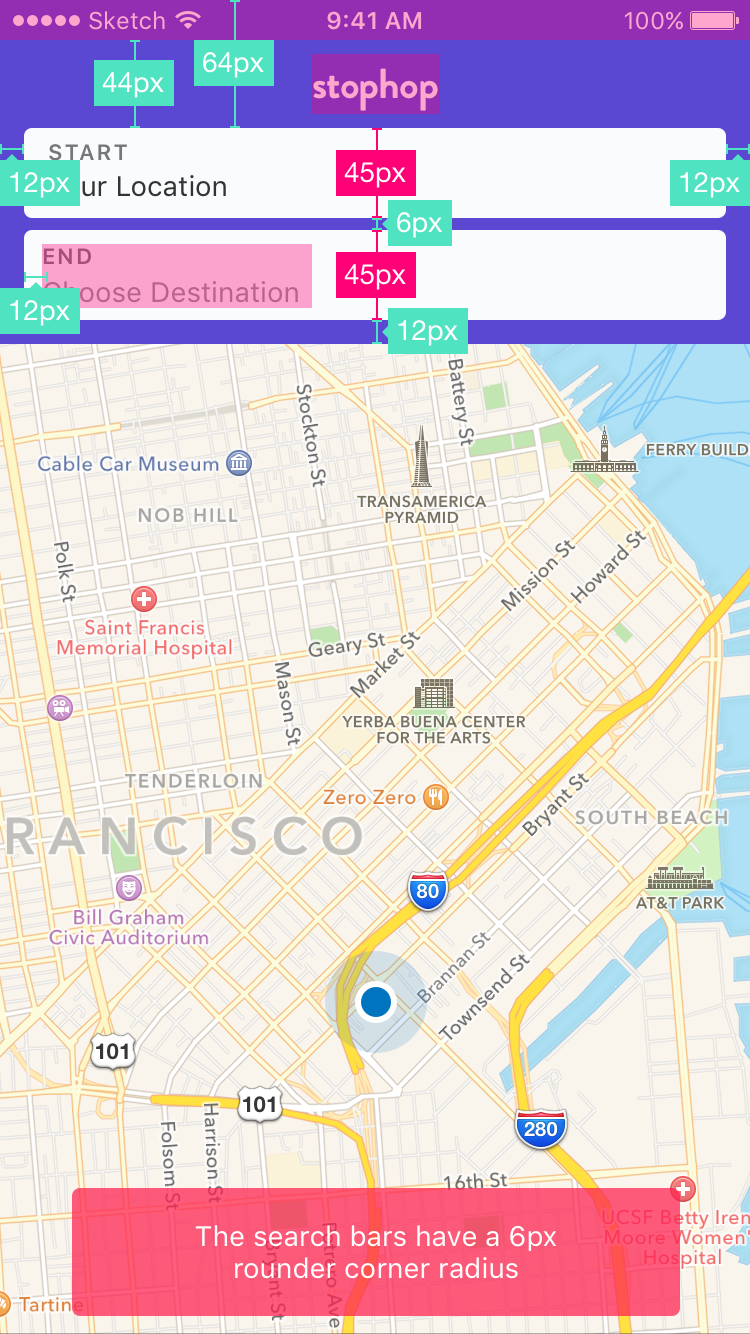 Sketch 9:41 AM 100%
64px
44px
stophop
START
45px
12px
ur Location
12px
6px
END
45px
Choose Destination
12px
12px
Battery St
Stockton St
FERRY BUILD
Cable Car Museum
TRANSAMERICA
PYRAMID
NOB HILL
Polk St
Mission St
Howard St
Saint Francis
Memorial Hospital
Geary St
Market St
Mason St
YERBA BUENA CENTER
FOR THE ARTS
TENDERLOIN
Zero Zero
Bryant St
SOUTH BEACH
RANCISCO
80
AT&T PARK
Bill Graham
Civic Auditorium
Brannan St
Townsend St
101
101
280
Folsom St
Harrison St
16th St
UCSF Betty Iren
Moore Women'
Hospital
The search bars have a 6px
rounder corner radius
Tartine